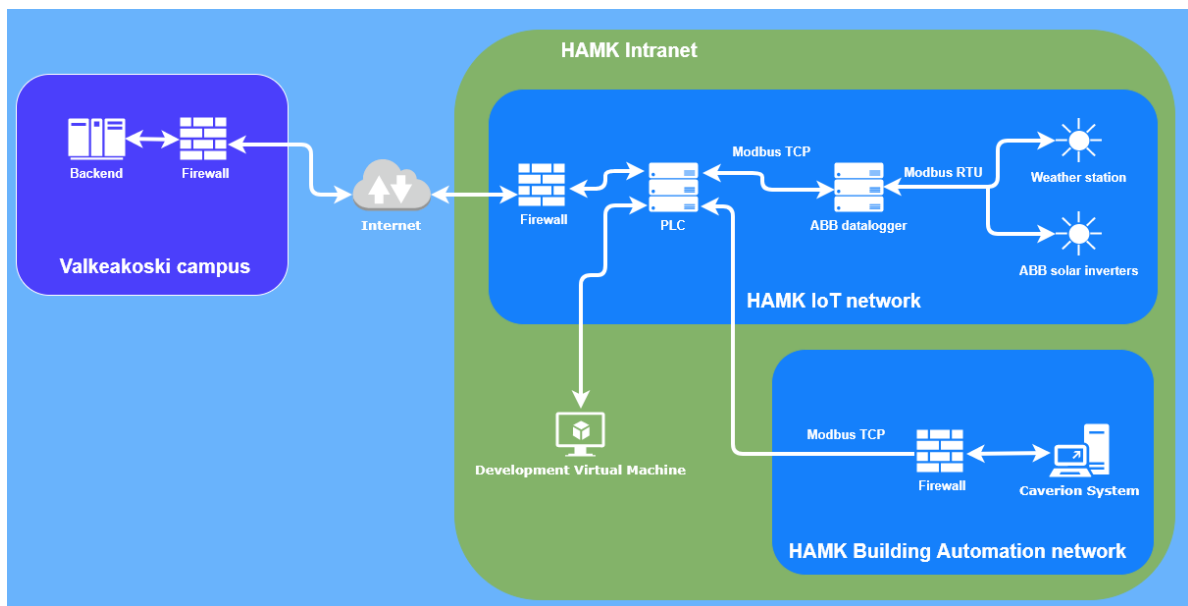 HAMK Intranet
Backend
Firewall
Valkeakoski campus
Internet
Firewall
PLC
Modbus TCP
ABB datalogger
Modbus RTU
Weather station
ABB solar inverters
HAMK IoT network
Development Virtual Machine
Modbus TCP
Firewall
Caverion System
HAMK Building Automation network